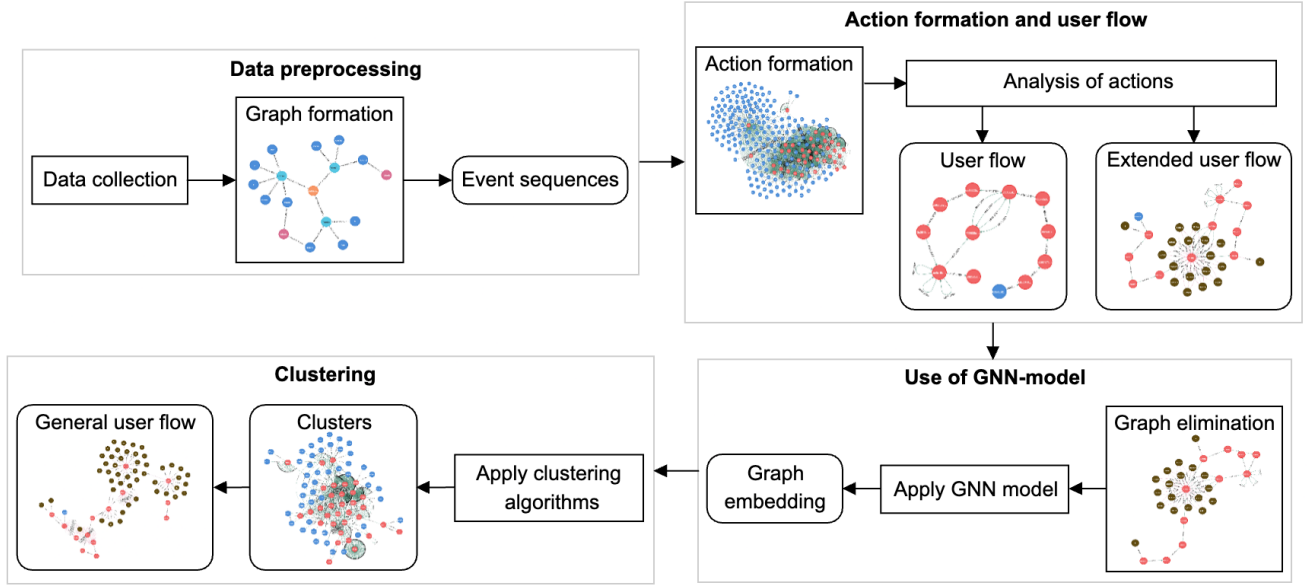 Data preprocessing
Data collection
Graph formation
Event sequences
Action formation and user flow
Action formation
Analysis of actions
User flow
Extended user flow
Use of GNN-model
Graph elimination
Apply GNN model
Graph
embedding
Clustering
Apply clustering
algorithms
Clusters
General user flow